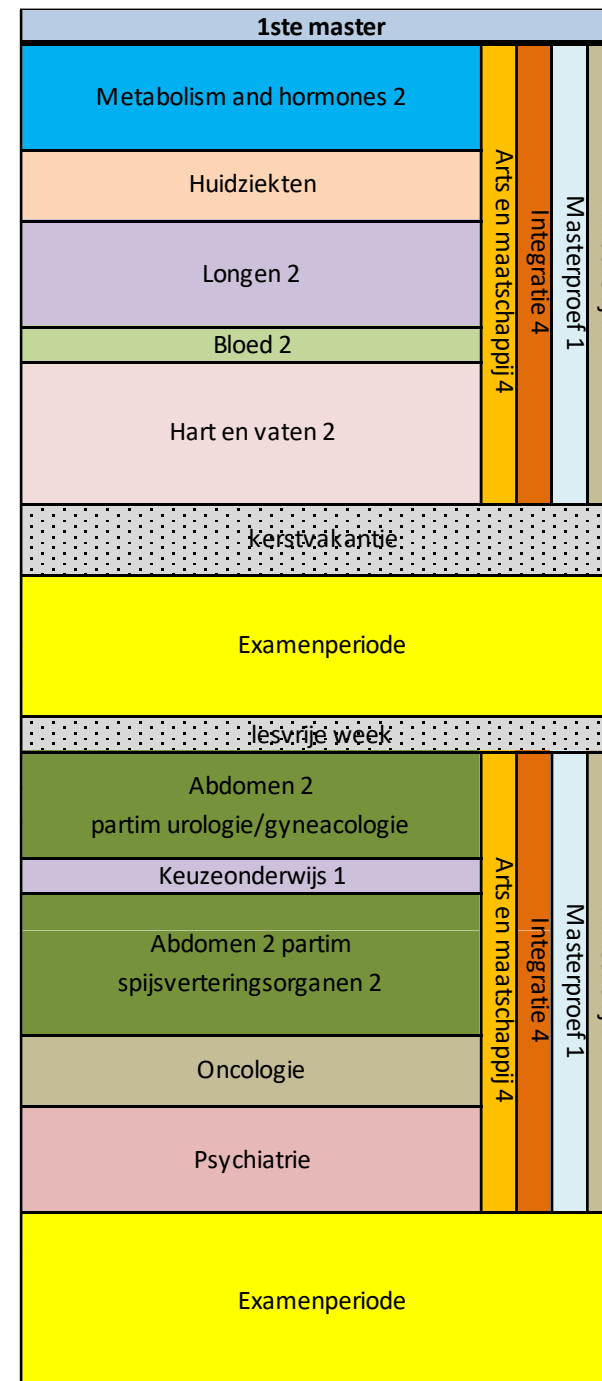 1ste master
Metabolism and hormones 2
Huidziekten
Longen 2
Bloed 2
Hart en vaten 2
Arts en maatschappij 4
Integratie 4
Masterproef 1
kerstvakantie
Examenperiode
lesvrije week
Abdomen 2
partim urologie/gyneacologie
Keuzeonderwijs 1
Abdomen 2 partim
spijsverteringsorganen 2
Oncologie
Psychiatrie
Arts en maatschappij 4
Integratie 4
Masterproef 1
Examenperiode